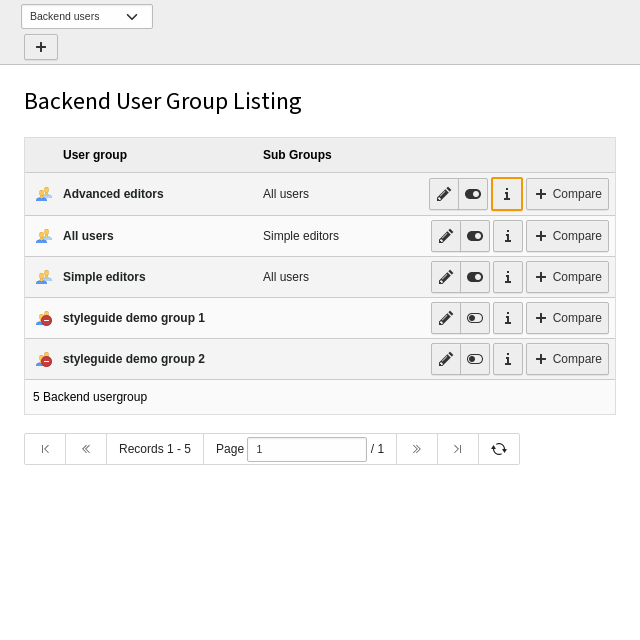 Backend users
Backend User Group Listing
User group Sub Groups
Advanced editors All users Compare
All users Simple editors Compare
Simple editors All users Compare
styleguide demo group 1 Compare
styleguide demo group 2 Compare
5 Backend usergroup
Records 1 - 5 Page 1 / 1